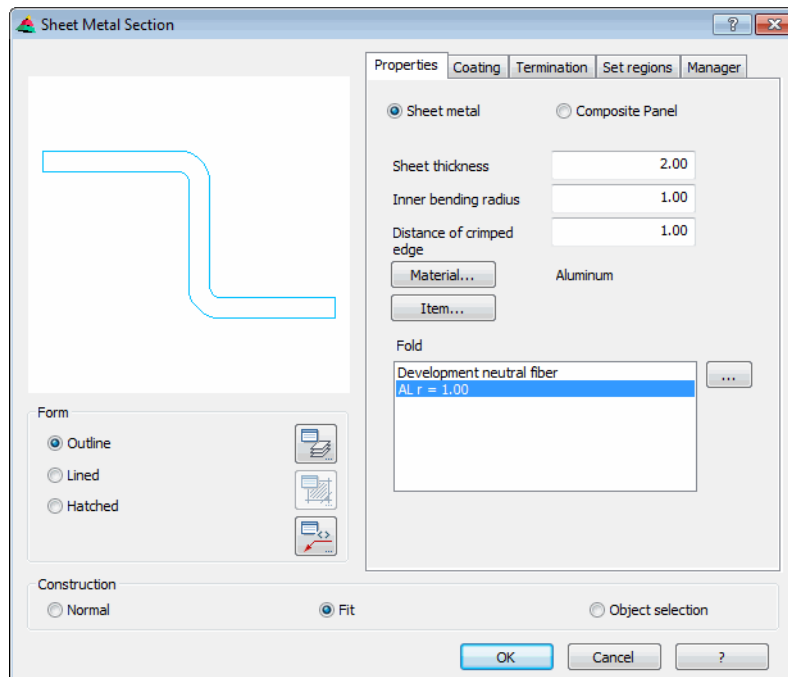 Sheet Metal Section
?
Properties
Coating
Termination
Set regions
Manager
Sheet metal
Composite Panel
Sheet thickness
2.00
Inner bending radius
1.00
Distance of crimped
edge
1.00
Material...
Aluminum
Item...
Fold
Development neutral fiber
AL r = 1.00
...
Form
Outline
Lined
Hatched
Construction
Normal
Fit
Object selection
OK
Cancel
?